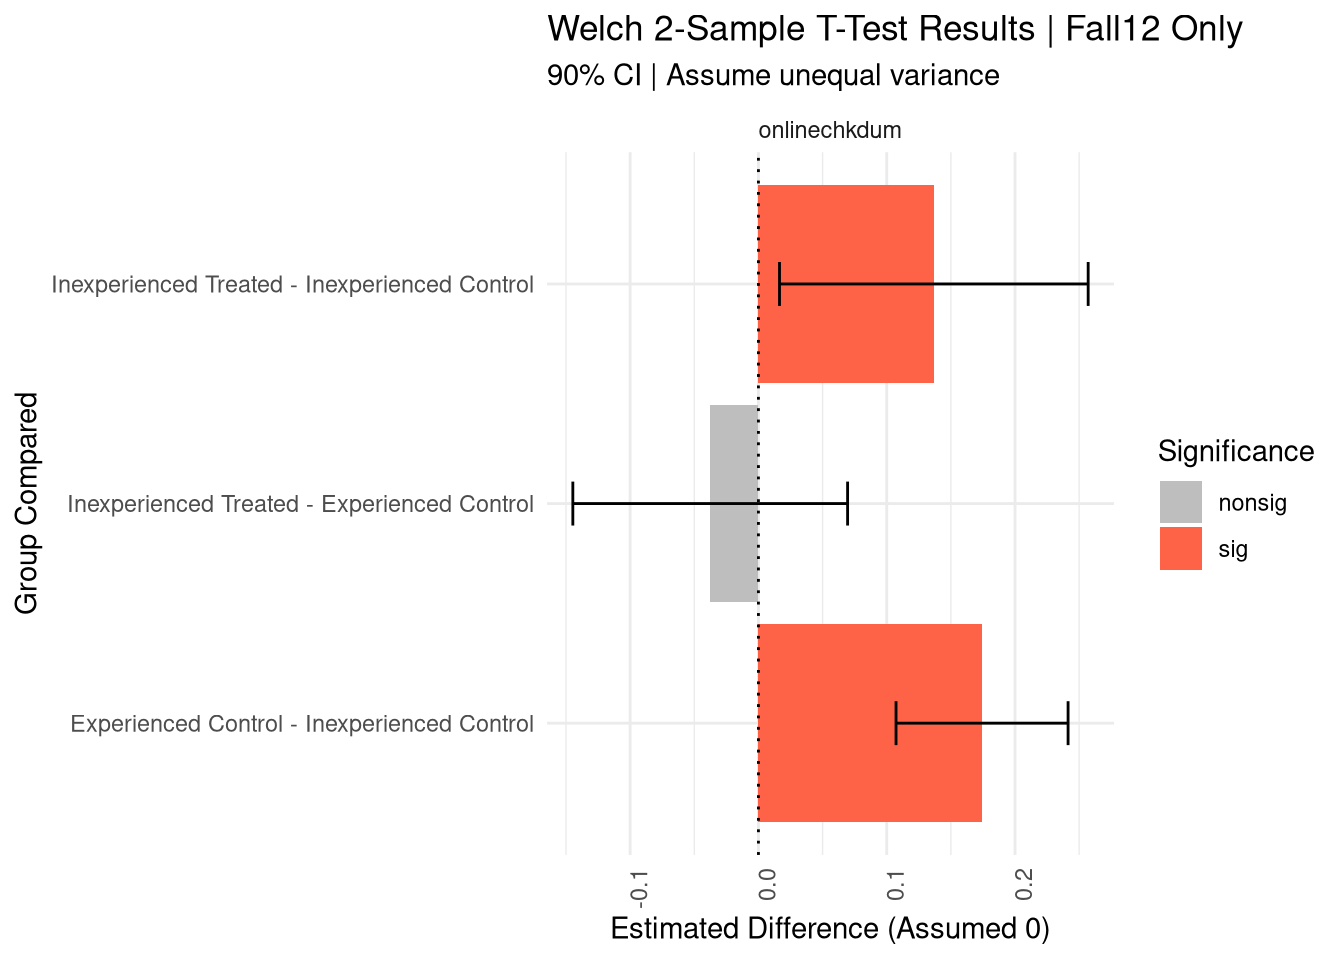 Welch 2-Sample T-Test Results | Fall12 Only
90% CI | Assume unequal variance
onlinechkdum
Inexperienced Treated - Inexperienced Control
Inexperienced Treated - Experienced Control
Experienced Control - Inexperienced Control
Group Compared
-0.1
0.0
0.1
0.2
Estimated Difference (Assumed 0)
Significance
nonsig
sig